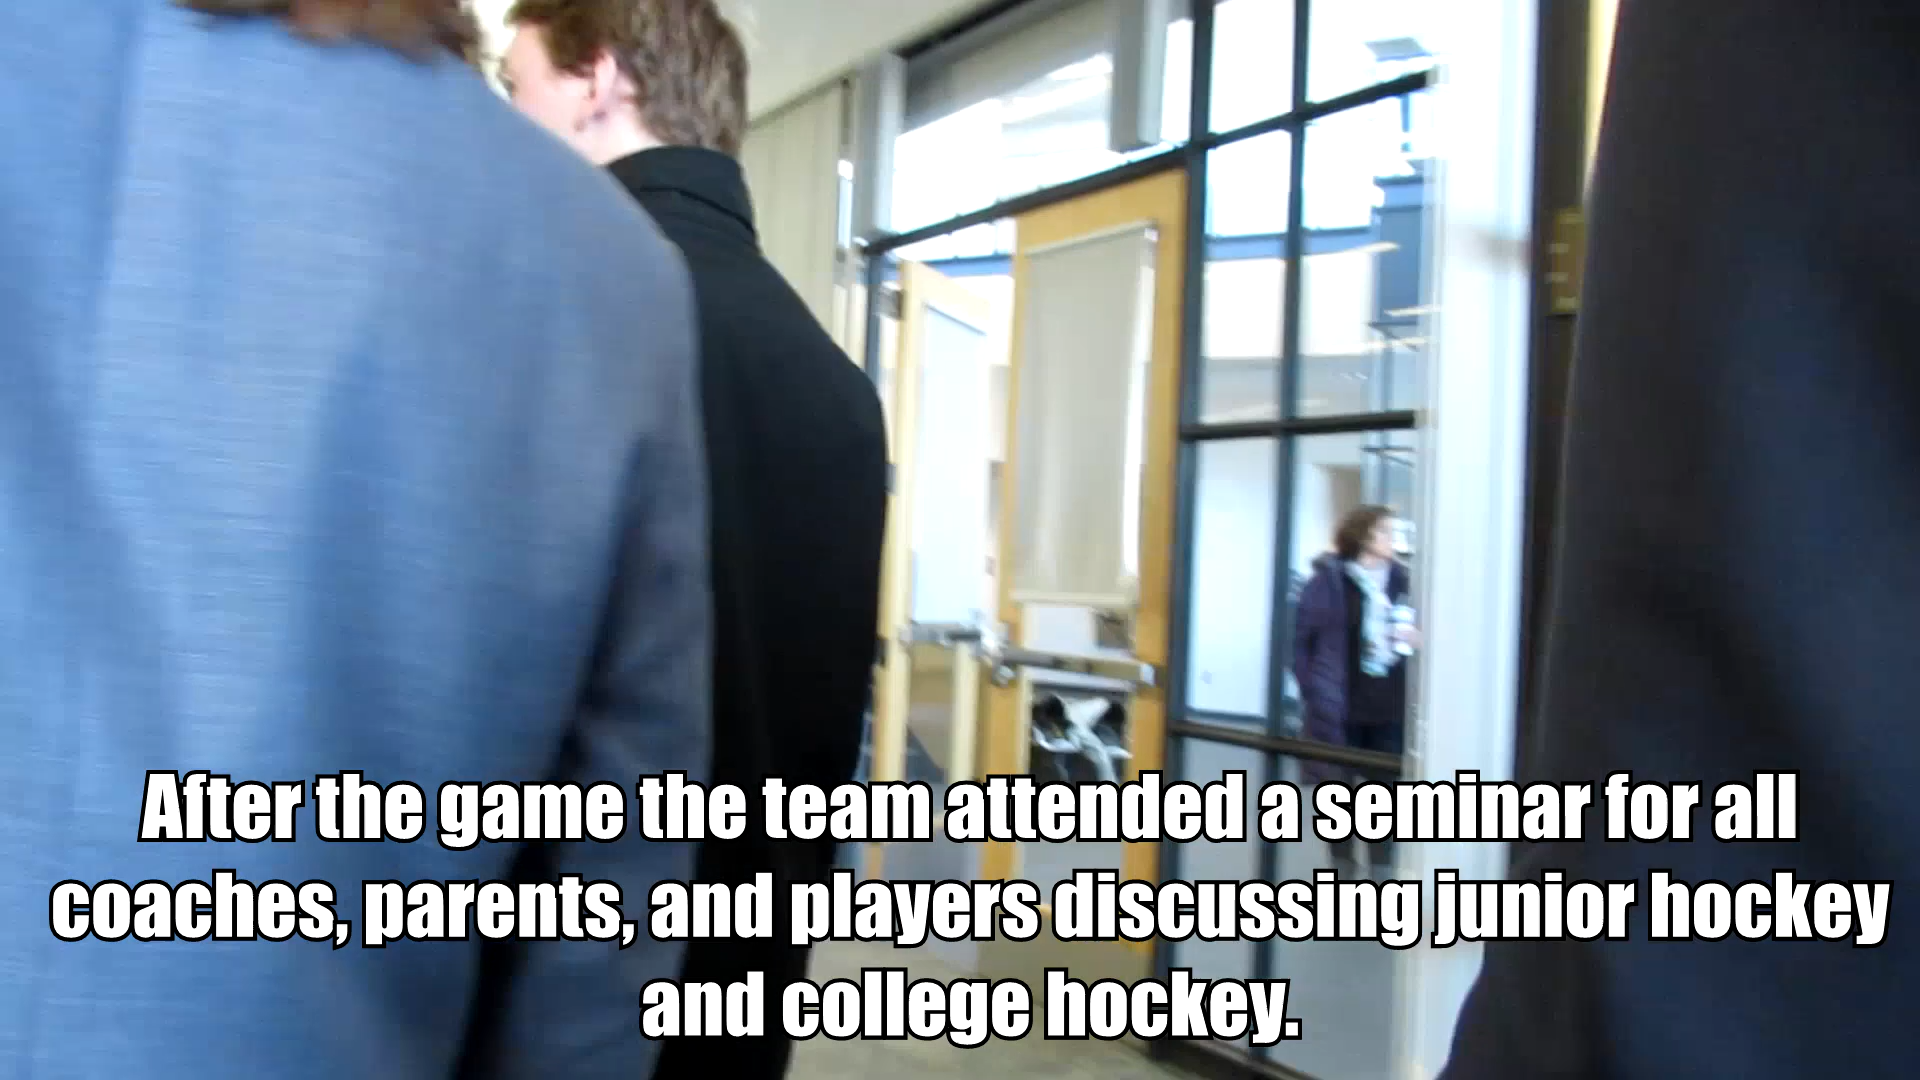 After the game the team attended a seminar for all
coaches, parents, and players discussing junior hockey
and college hockey.